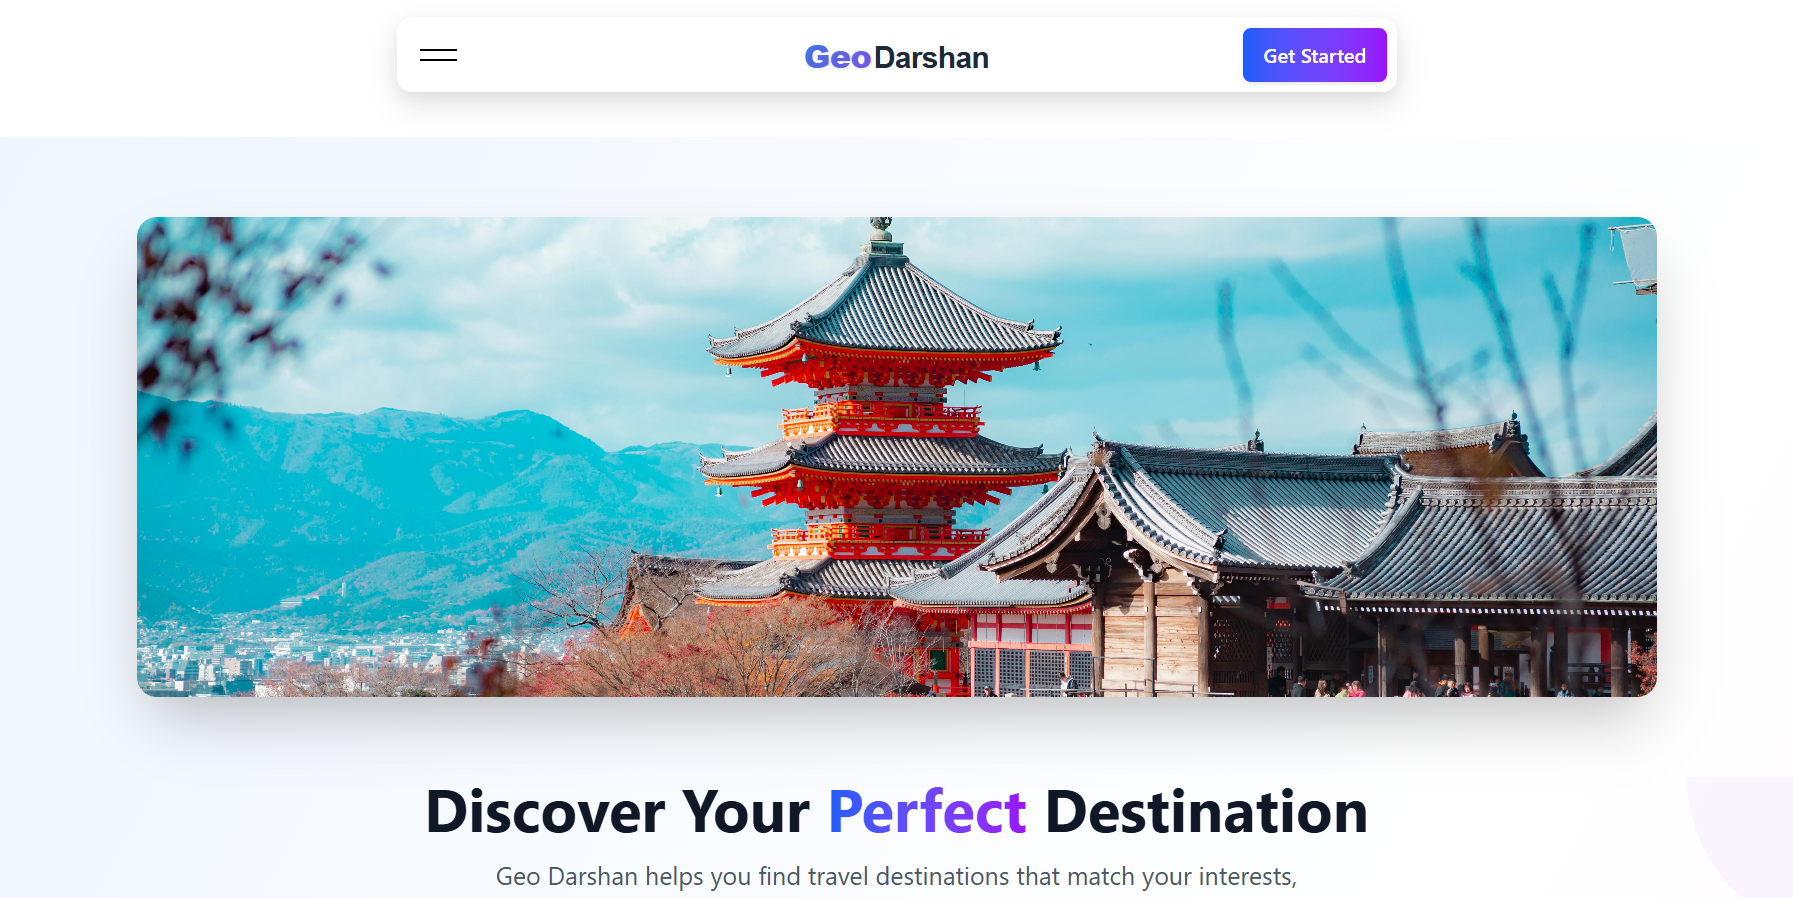 GeoDarshan
Get Started
Discover Your Perfect Destination
Geo Darshan helps you find travel destinations that match your interests,